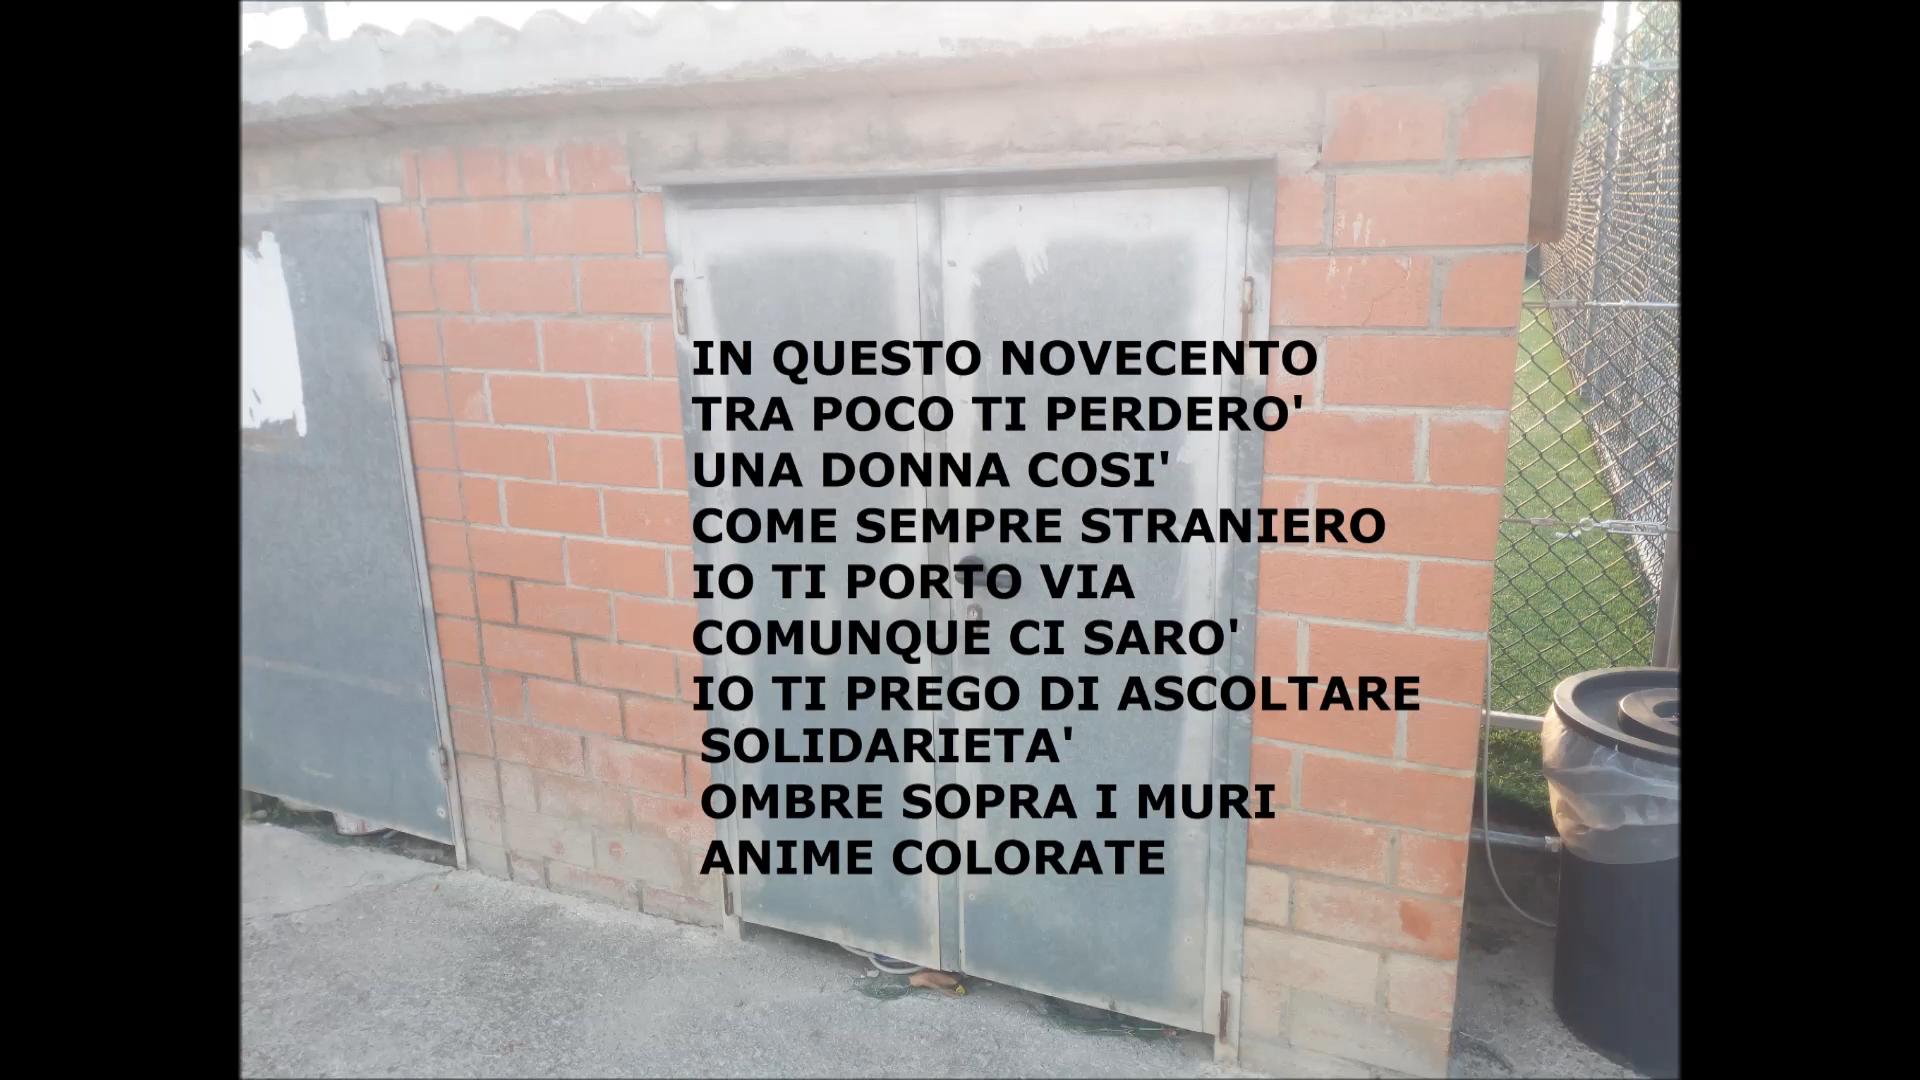 IN QUESTO NOVECENTO
TRA POCO TI PERDERO'
UNA DONNA COSI'
COME SEMPRE STRANIERO
IO TI PORTO VIA
COMUNQUE CI SARO'
IO TI PREGO DI ASCOLTARE
SOLIDARIETA'
OMBRE SOPRA I MURI
ANIME COLORATE